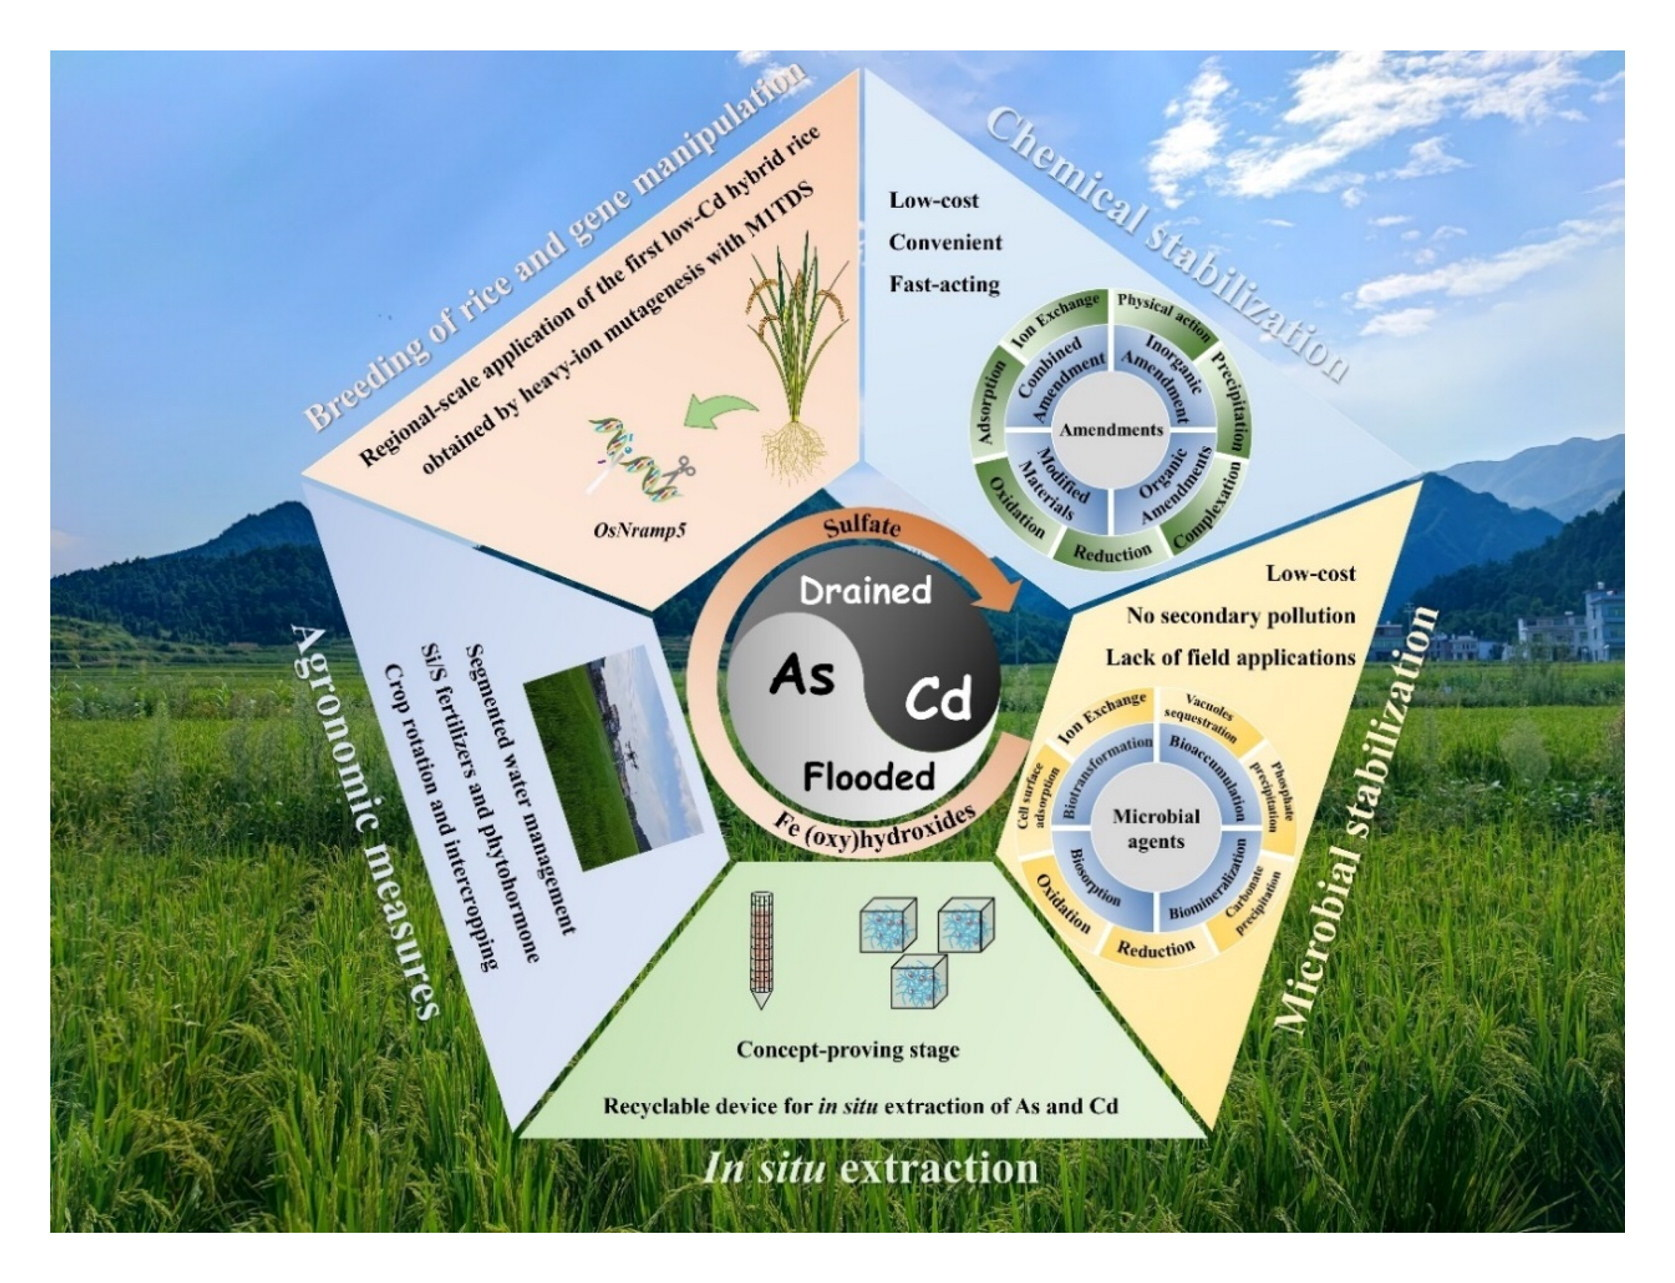 Breeding of rice and gene manipulation
Regional-scale application of the first low-Cd hybrid rice
obtained by heavy-ion mutagenesis with M1TDS
OsNramp5
Chemical stabilization
Low-cost
Convenient
Fast-acting
Ion Exchange
Physical action
Precipitation
Complexation
Reduction
Oxidation
Adsorption
Combined
Amendment
Inorganic
Amendment
Organic
Amendments
Modified
Materials
Amendments
Sulfate
Drained
As
Cd
Flooded
Fe (oxy)hydroxides
Agronomic measures
Segmented water management
Si/S fertilizers and phytohormone
Crop rotation and intercropping
Microbial stabilization
Low-cost
No secondary pollution
Lack of field applications
Ion Exchange
Vacuoles
sequestration
Phosphate
precipitation
Carbonate
precipitation
Reduction
Oxidation
Cell surface
adsorption
Biotransformation
Bioaccumulation
Biomineralization
Biosorption
Microbial
agents
Concept-proving stage
Recyclable device for in situ extraction of As and Cd
In situ extraction